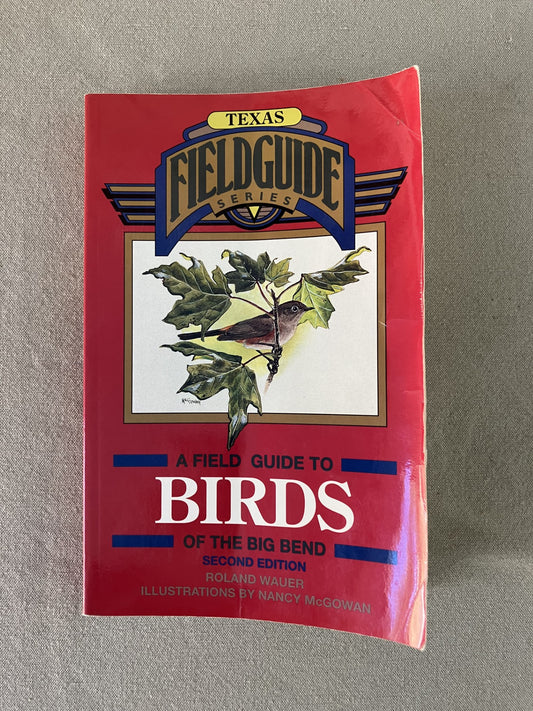 TEXAS
FIELDGUIDE
SERIES
McGowan
A FIELD GUIDE TO
BIRDS
OF THE BIG BEND
SECOND EDITION
ROLAND WAUER
ILLUSTRATIONS BY NANCY McGOWAN